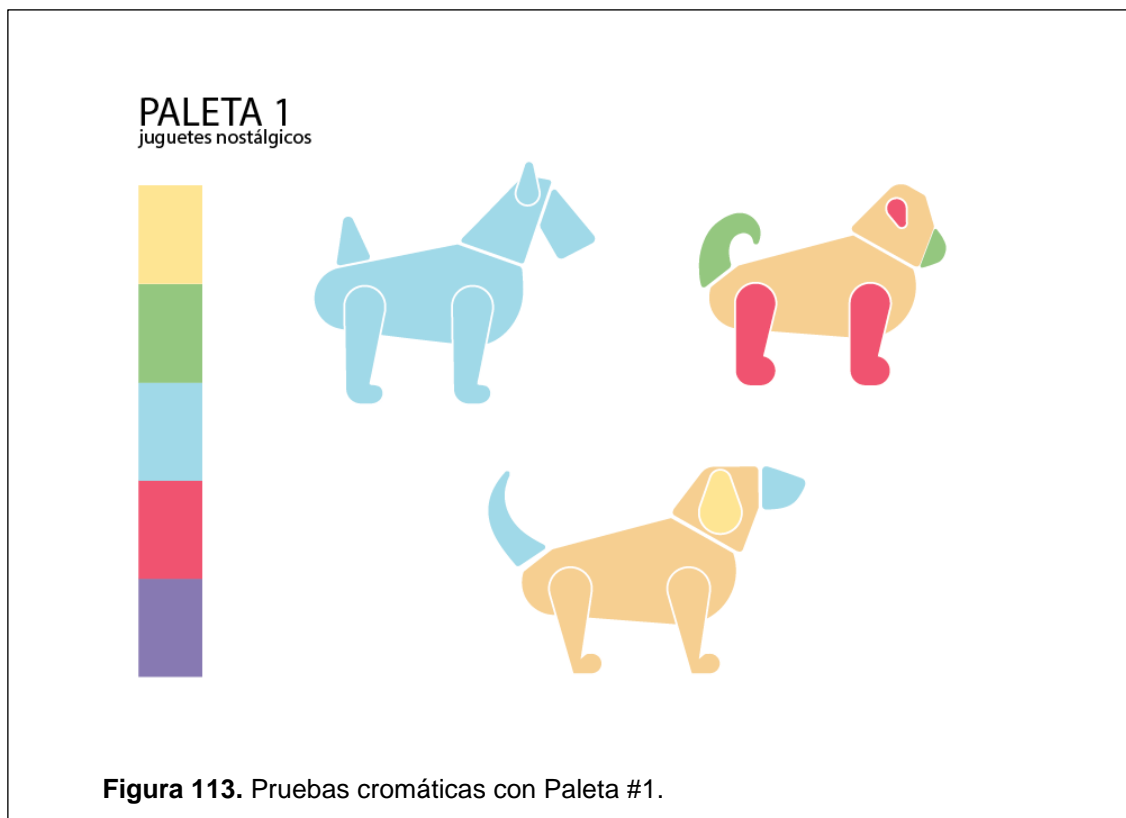 PALETA 1
juguetes nostálgicos
Figura 113. Pruebas cromáticas con Paleta #1.